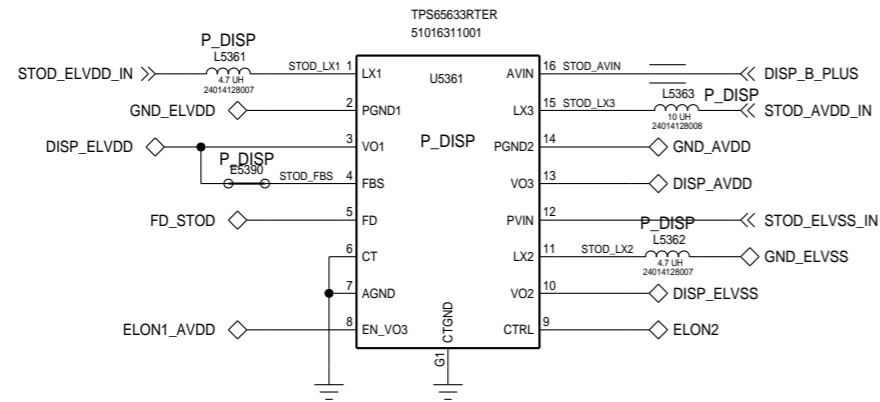 TPS65633RTER
51016311001
P_DISP
L5361
STOD_ELVDD_IN
4.7 UH
24014128007
STOD_LX1 1 LX1
U5361
AVIN 16 STOD_AVIN
DISP_B_PLUS
GND_ELVDD
2 PGND1
LX3 15 STOD_LX3
L5363
P_DISP
10 UH
24014128008
STOD_AVDD_IN
DISP_ELVDD
3 VO1
P_DISP
PGND2 14
GND_AVDD
P_DISP
E5390
STOD_FBS 4 FBS
VO3 13
DISP_AVDD
FD_STOD
5 FD
PVIN 12
STOD_ELVSS_IN
P_DISP
L5362
6 CT
LX2 11 STOD_LX2
4.7 UH
24014128007
GND_ELVSS
7 AGND
VO2 10
DISP_ELVSS
ELON1_AVDD
8 EN_VO3
CTGND
G1
CTRL 9
ELON2